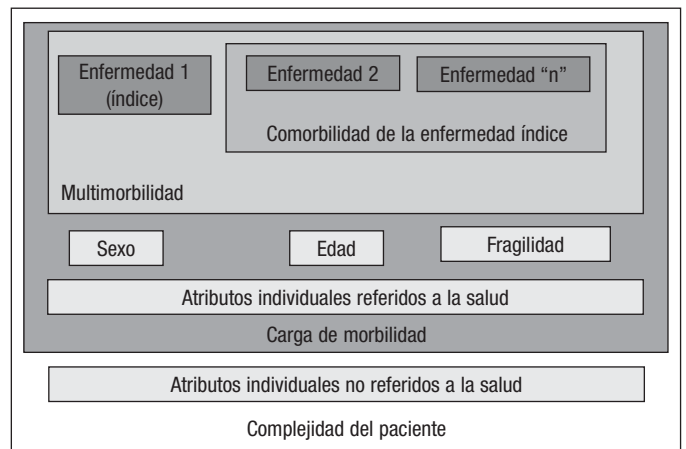 Enfermedad 1
(índice)
Enfermedad 2
Enfermedad “n”
Comorbilidad de la enfermedad índice
Multimorbilidad
Sexo
Edad
Fragilidad
Atributos individuales referidos a la salud
Carga de morbilidad
Atributos individuales no referidos a la salud
Complejidad del paciente